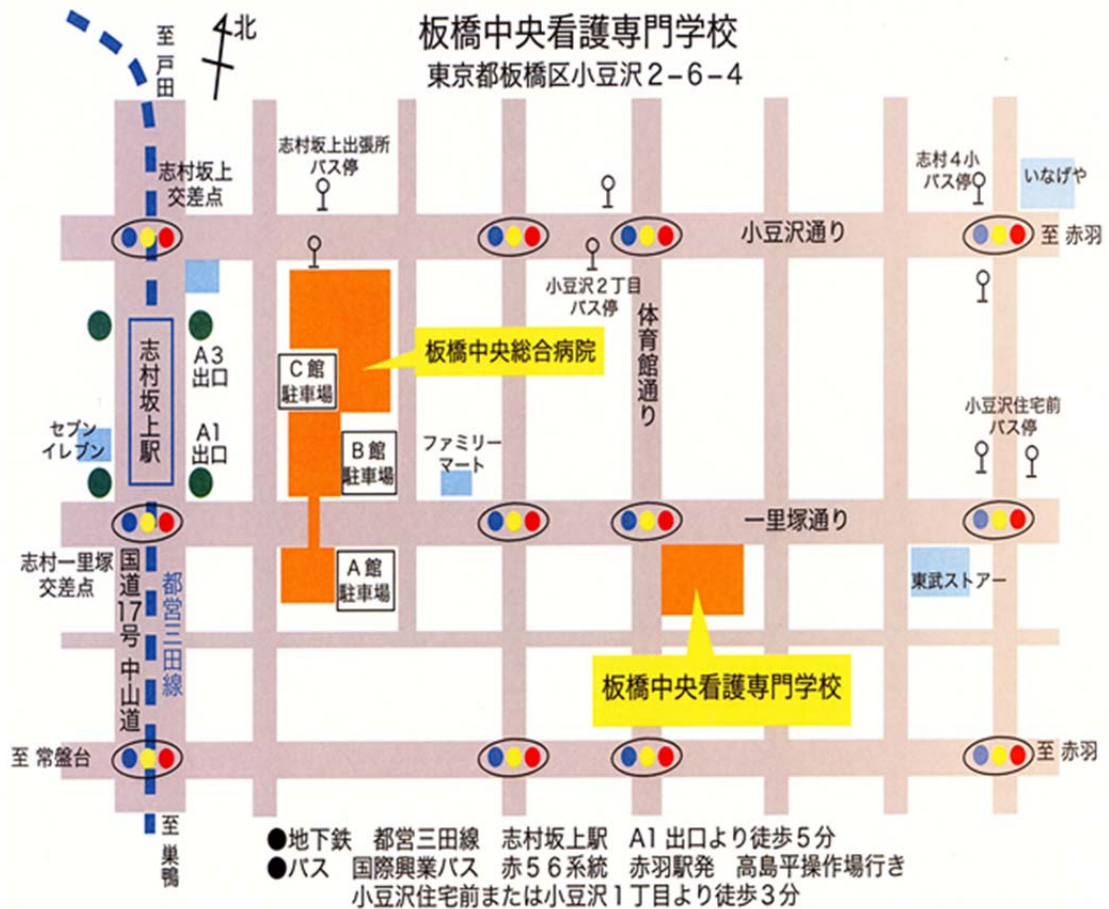 板橋中央看護専門学校
東京都板橋区小豆沢2-6-4
北
至 戸田
志村坂上
交差点
志村坂上出張所
バス停
志村4小
バス停
いなげや
小豆沢通り
至 赤羽
小豆沢2丁目
バス停
体育館通り
板橋中央総合病院
志村坂上駅
A3
出口
A1
出口
セブン
イレブン
C館
駐車場
B館
駐車場
ファミリー
マート
小豆沢住宅前
バス停
一里塚通り
志村一里塚
交差点
国道17号 中山道
都営三田線
A館
駐車場
東武ストアー
板橋中央看護専門学校
至 常盤台
至 赤羽
至 巣鴨
●地下鉄 都営三田線 志村坂上駅 A1出口より徒歩5分
●バス 国際興業バス 赤56系統 赤羽駅発 高島平操作場行き
小豆沢住宅前または小豆沢1丁目より徒歩3分